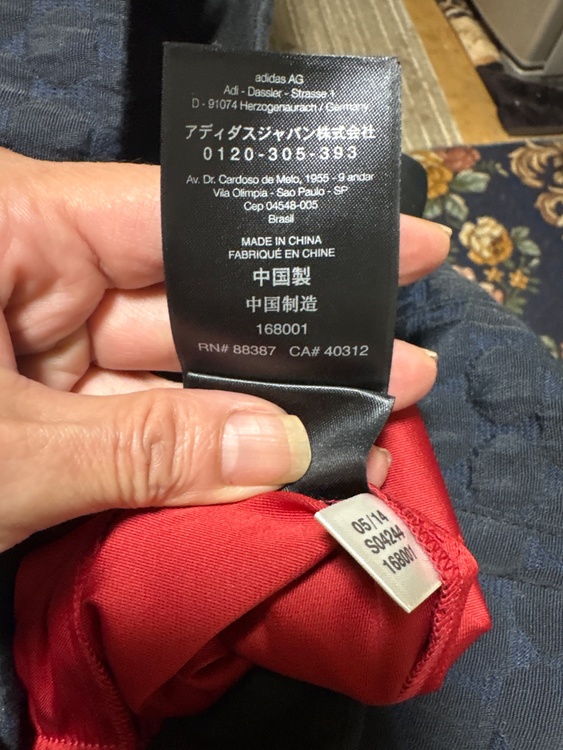 adidas AG
Adi - Dassler - Strasse 1
D - 91074 Herzogenaurach / Germany
アディダスジャパン株式会社
0120-305-393
Av. Dr. Cardoso de Melo, 1955 - 9 andar
Vila Olímpia - Sao Paulo - SP
Cep 04548-005
Brasil
MADE IN CHINA
FABRIQUÉ EN CHINE
中国製
中国制造
168001
RN# 88387 CA# 40312
05/14
S04244
168001